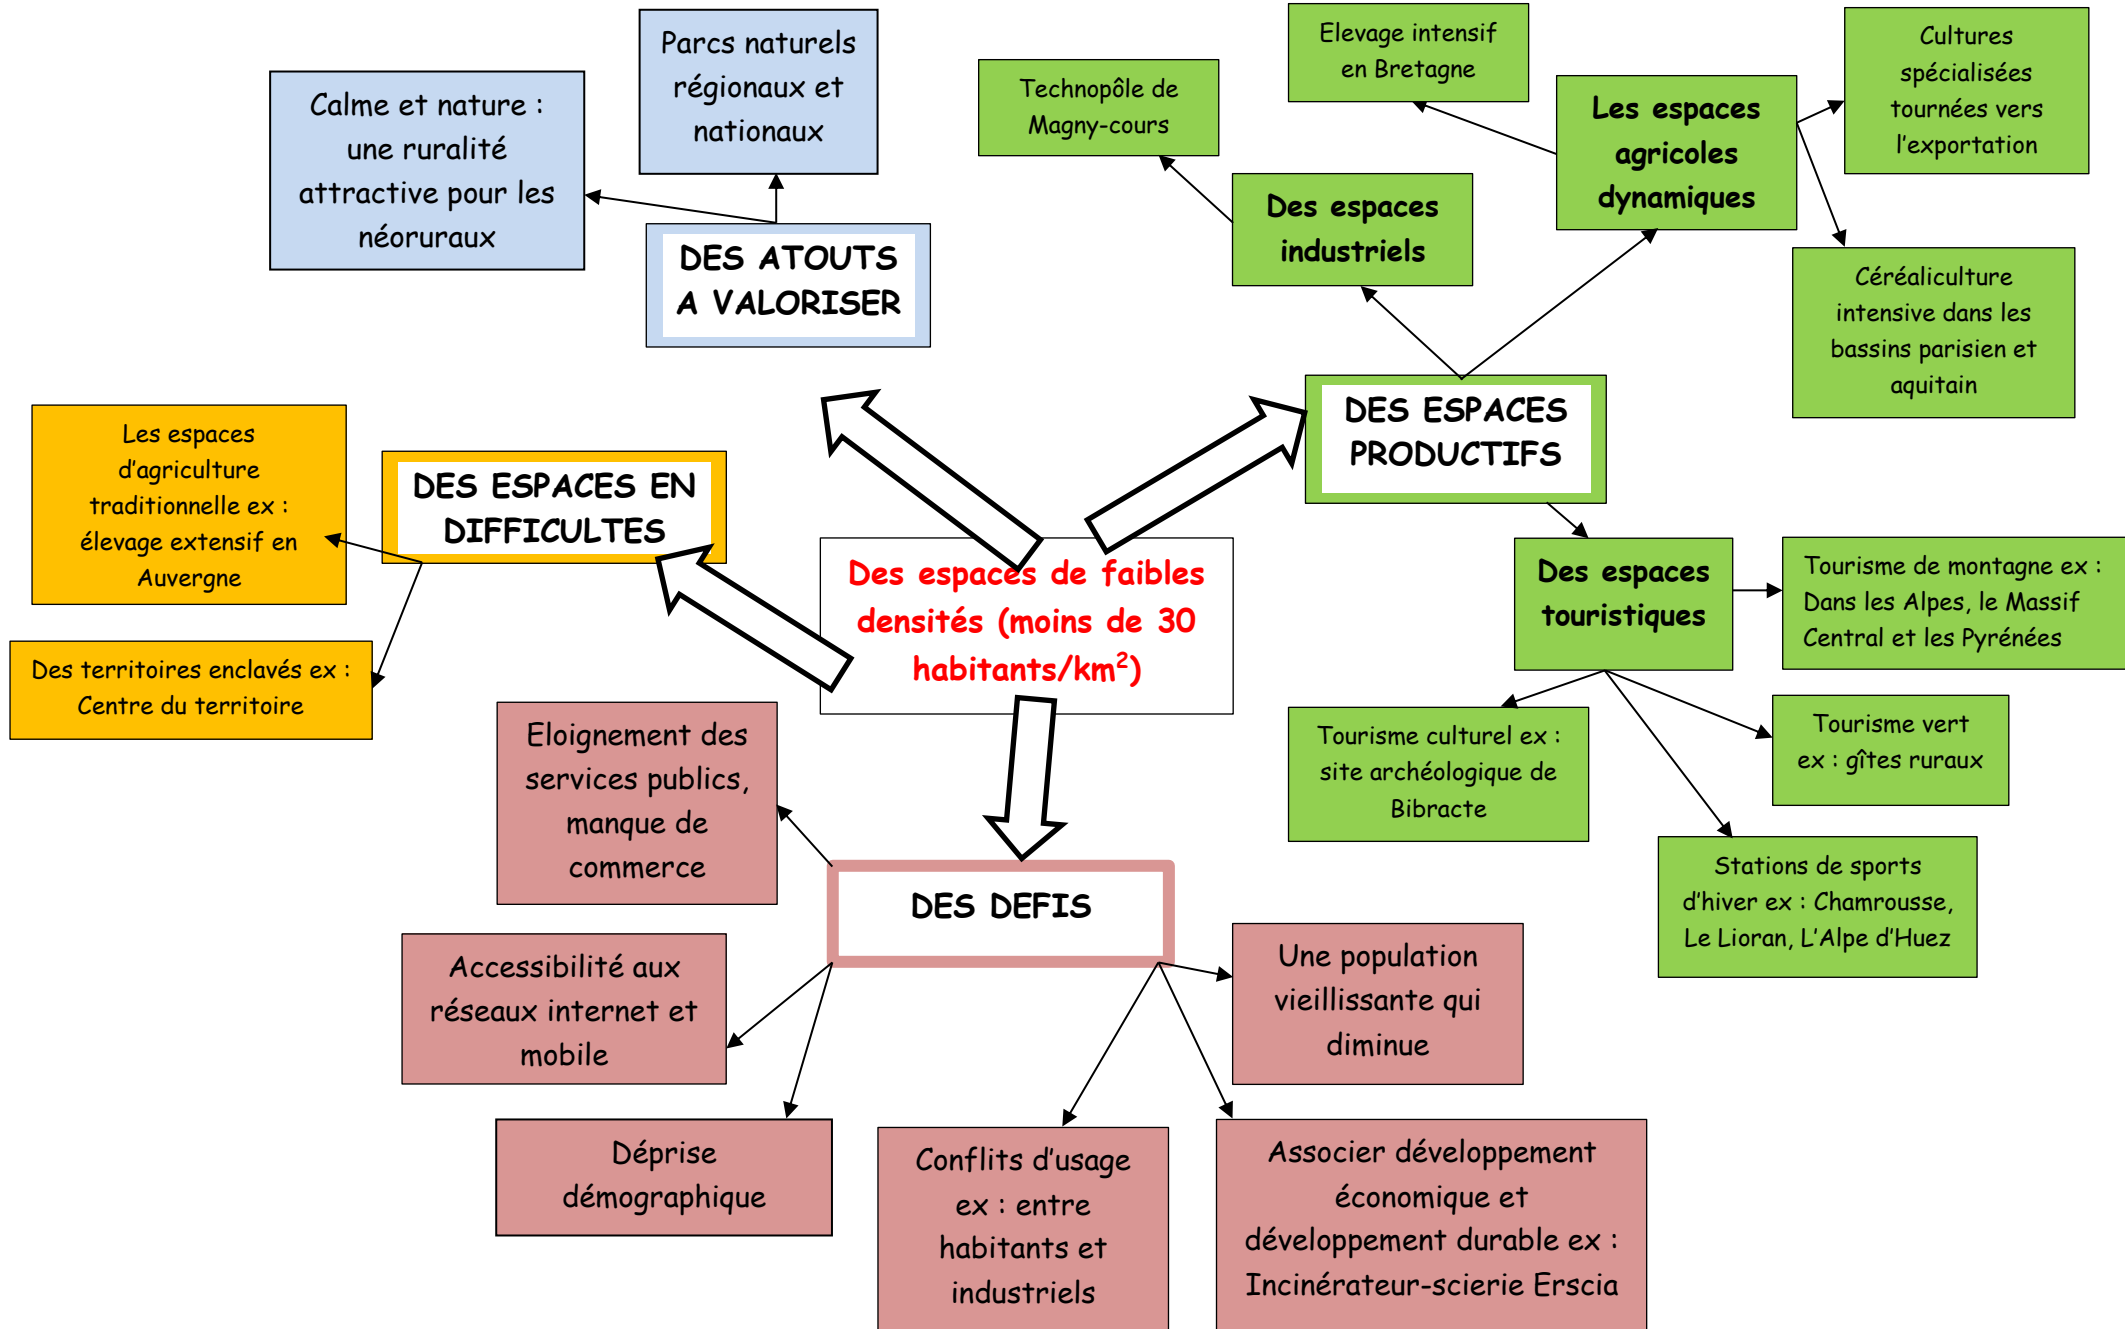 Parcs naturels
régionaux et
nationaux
Calme et nature :
une ruralité
attractive pour les
néoruraux
DES ATOUTS
A VALORISER
Technopôle de
Magny-cours
Elevage intensif
en Bretagne
Les espaces
agricoles
dynamiques
Cultures
spécialisées
tournées vers
l'exportation
Des espaces
industriels
Céréaliculture
intensive dans les
bassins parisien et
aquitain
DES ESPACES
PRODUCTIFS
Les espaces
d'agriculture
traditionnelle ex :
élevage extensif en
Auvergne
DES ESPACES EN
DIFFICULTES
Des territoires enclavés ex :
Centre du territoire
Des espaces de faibles
densités (moins de 30
habitants/km²)
Des espaces
touristiques
Tourisme de montagne ex :
Dans les Alpes, le Massif
Central et les Pyrénées
Tourisme culturel ex :
site archéologique de
Bibracte
Tourisme vert
ex : gîtes ruraux
Stations de sports
d'hiver ex : Chamrousse,
Le Lioran, L'Alpe d'Huez
Eloignement des
services publics,
manque de
commerce
DES DEFIS
Accessibilité aux
réseaux internet et
mobile
Une population
vieillissante qui
diminue
Déprise
démographique
Conflits d'usage
ex : entre
habitants et
industriels
Associer développement
économique et
développement durable ex :
Incinérateur-scierie Erscia